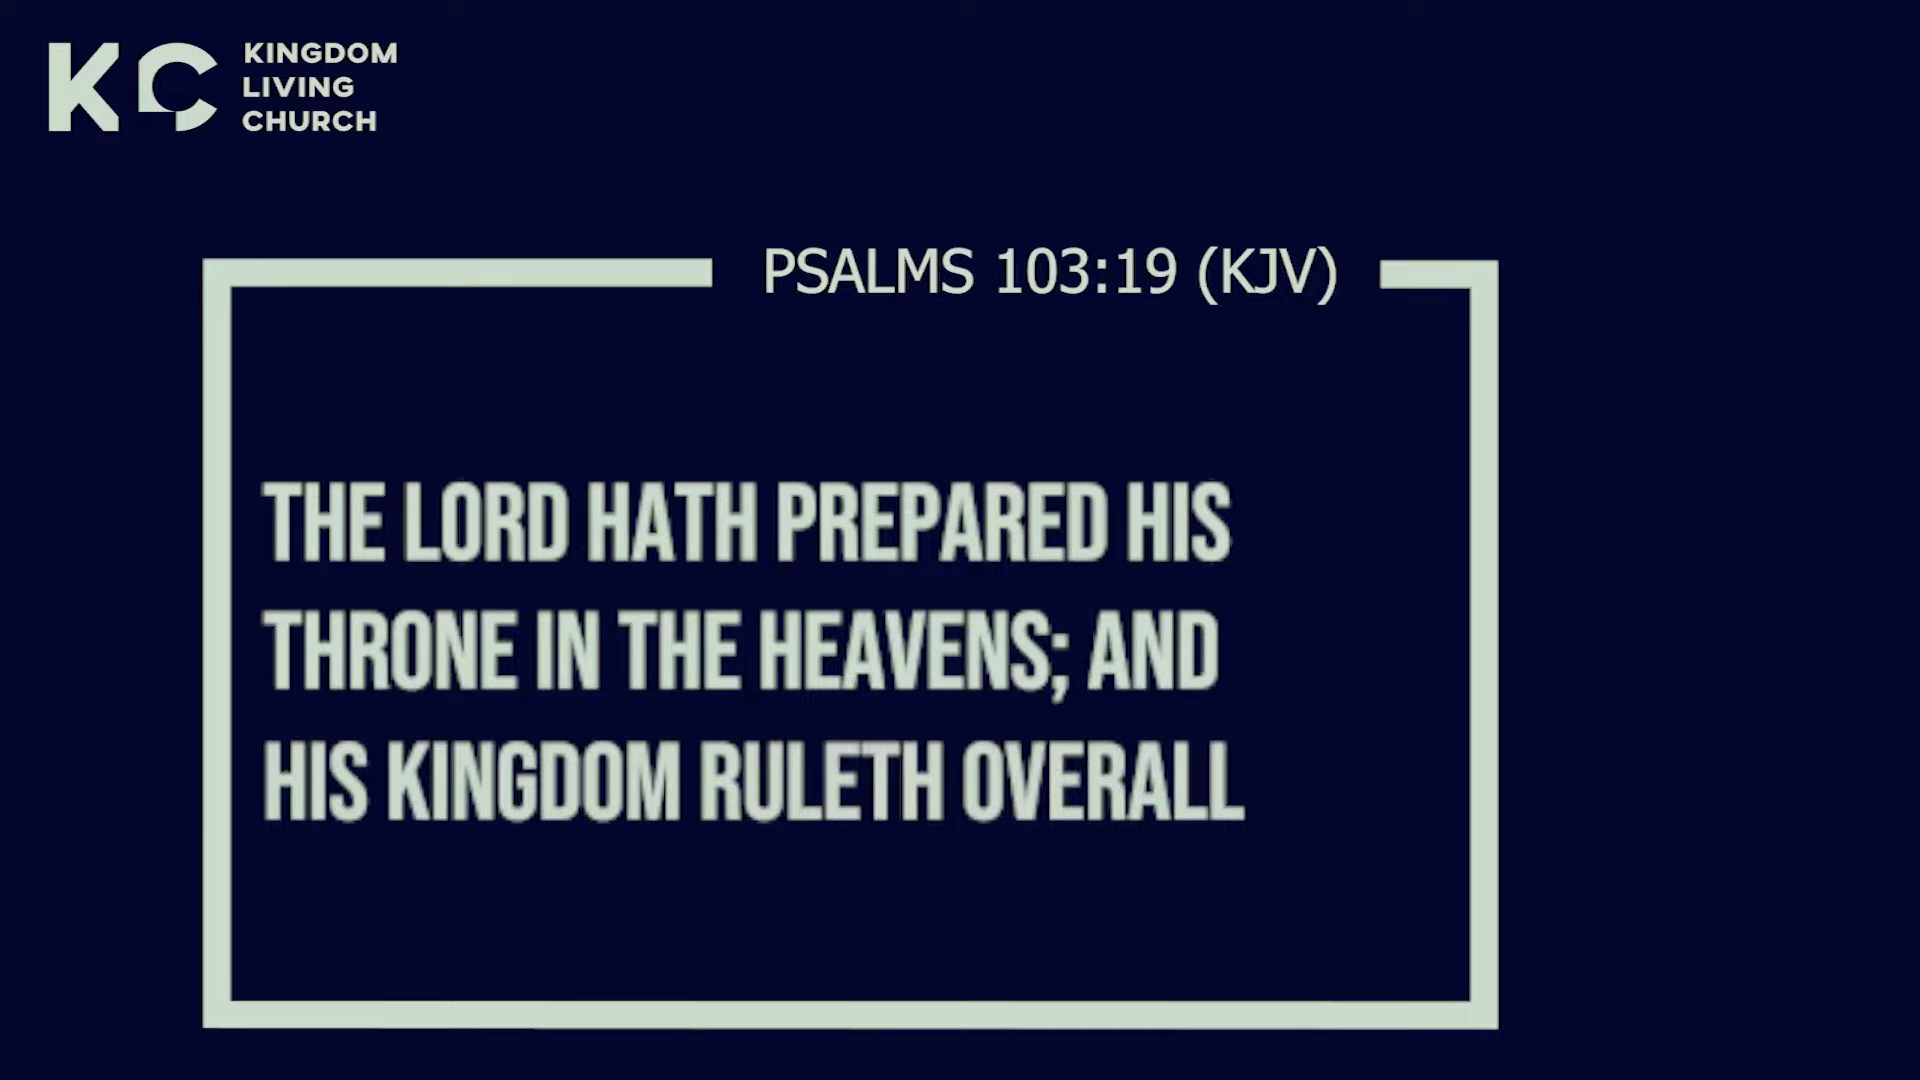 KC
KINGDOM
LIVING
CHURCH
PSALMS 103:19 (KJV)
THE LORD HATH PREPARED HIS
THRONE IN THE HEAVENS; AND
HIS KINGDOM RULETH OVERALL